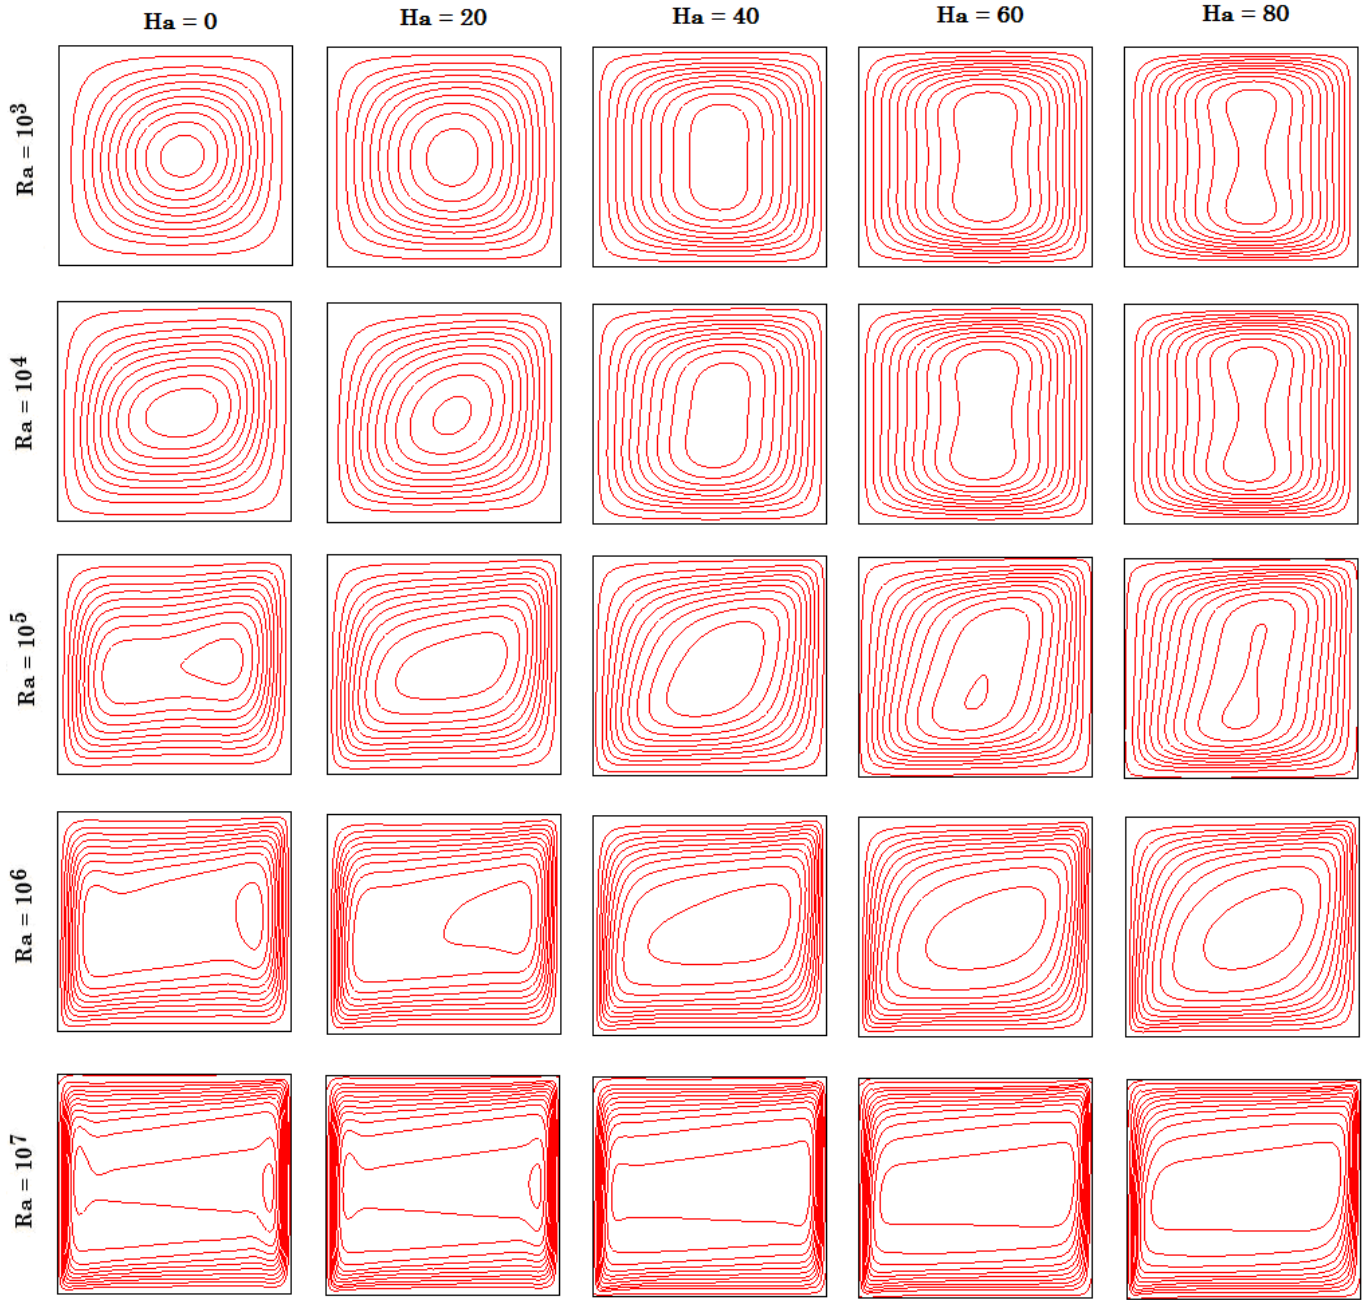 Ha = 0
Ha = 20
Ha = 40
Ha = 60
Ha = 80
Ra = 10³
Ra = 10⁴
Ra = 10⁵
Ra = 10⁶
Ra = 10⁷